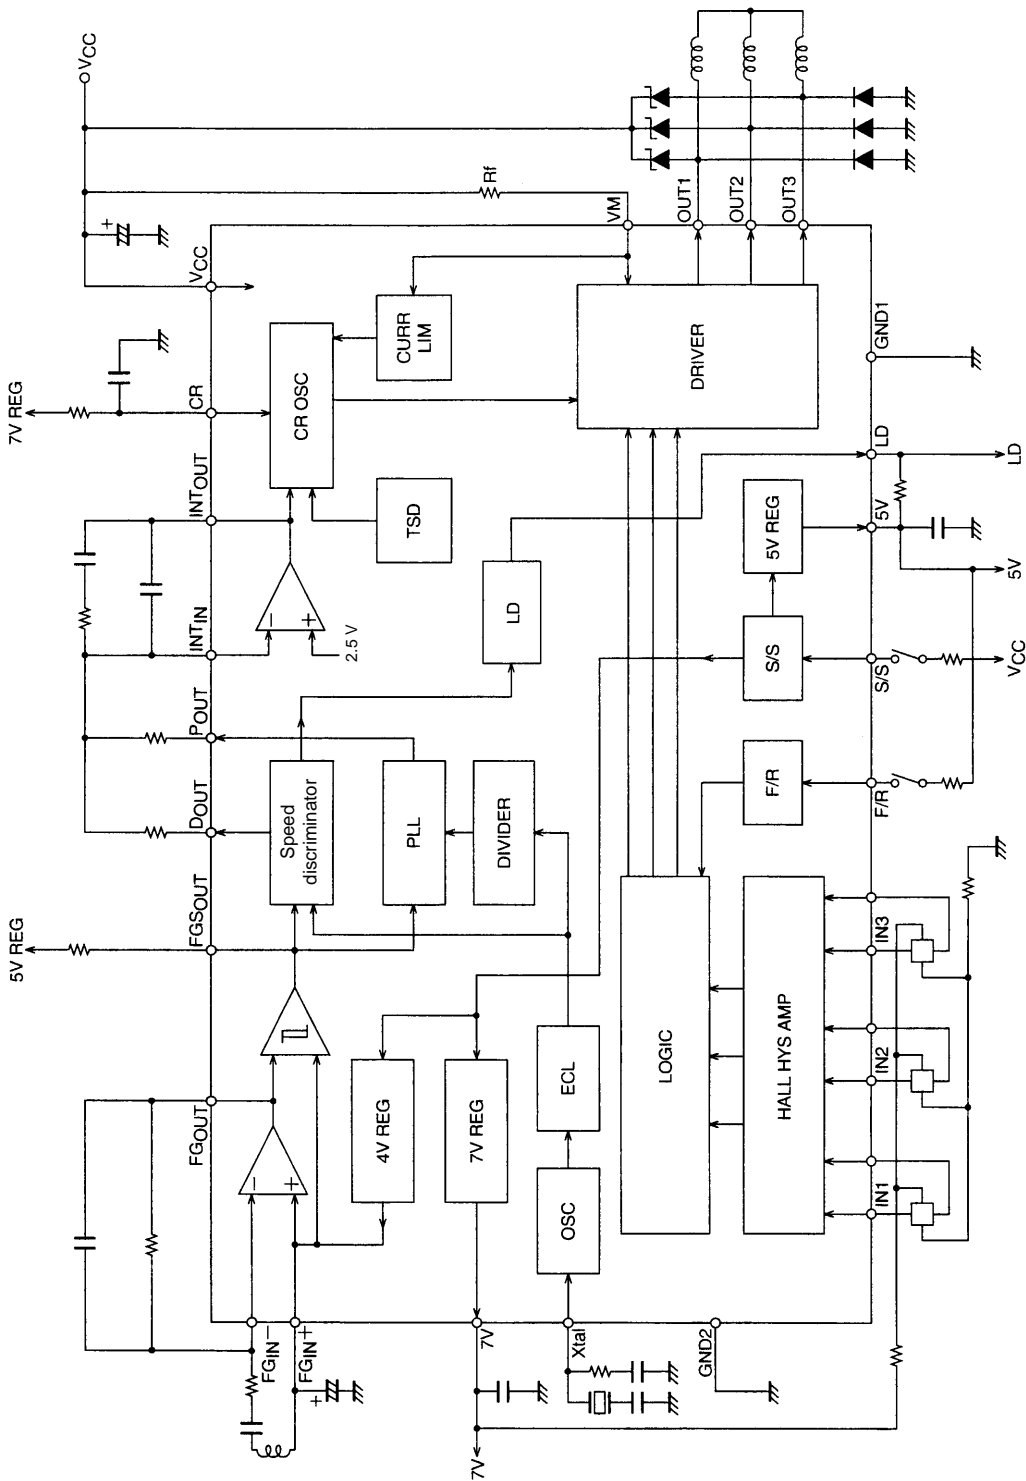 VCC
Rf
VM
OUT1
OUT2
OUT3
VCC
7V REG
CR
CR OSC
CURR
LIM
DRIVER
GND1
INTOUT
TSD
LD
LD
5V
5V REG
5V
INTIN
2.5 V
LD
S/S
S/S
VCC
POUT
DOUT
Speed
discriminator
PLL
DIVIDER
F/R
F/R
5V REG
FGSOUT
FGOUT
4V REG
7V REG
ECL
OSC
LOGIC
HALL HYS AMP
IN3
IN2
IN1
FGIN−
FGIN+
7V
Xtal
GND2
7V
− +
− +
+
+